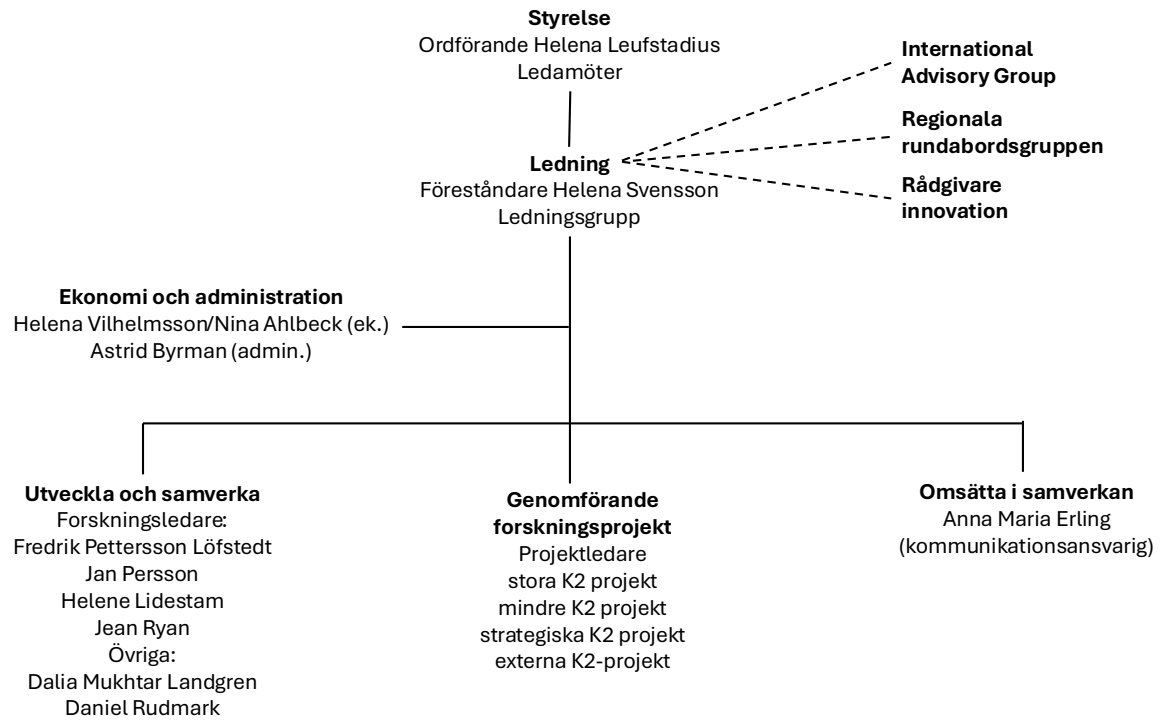 Styrelse
Ordförande Helena Leufstadius
Ledamöter
International
Advisory Group
Regionala
rundabordsgruppen
Rådgivare
innovation
Ledning
Föreståndare Helena Svensson
Ledningsgrupp
Ekonomi och administration
Helena Vilhelmsson/Nina Ahlbeck (ek.)
Astrid Byrman (admin.)
Utveckla och samverka
Forskningsledare:
Fredrik Pettersson Löfstedt
Jan Persson
Helene Lidestam
Jean Ryan
Övriga:
Dalia Mukhtar Landgren
Daniel Rudmark
Genomförande
forskningsprojekt
Projektledare
stora K2 projekt
mindre K2 projekt
strategiska K2 projekt
externa K2-projekt
Omsätta i samverkan
Anna Maria Erling
(kommunikationsansvarig)